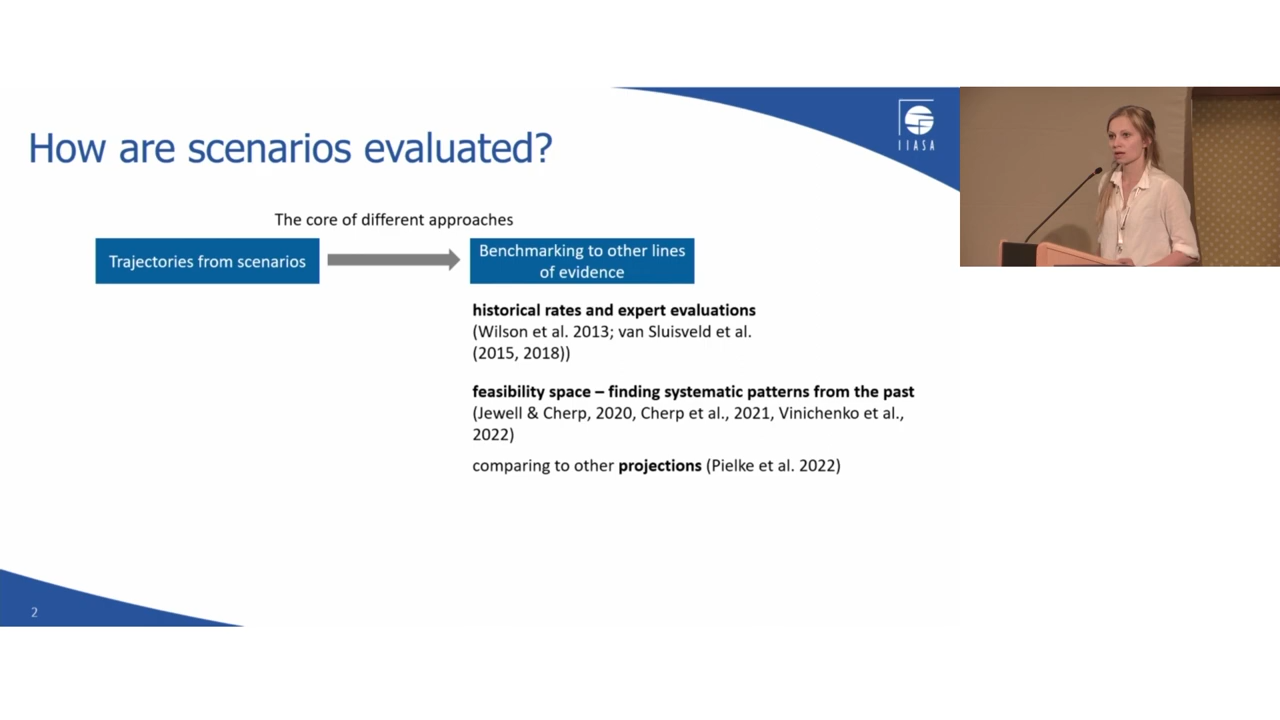 How are scenarios evaluated?
IIASA
The core of different approaches
Trajectories from scenarios
Benchmarking to other lines
of evidence
historical rates and expert evaluations
(Wilson et al. 2013; van Sluisveld et al.
(2015, 2018))
feasibility space – finding systematic patterns from the past
(Jewell & Cherp, 2020, Cherp et al., 2021, Vinichenko et al.,
2022)
comparing to other projections (Pielke et al. 2022)
2